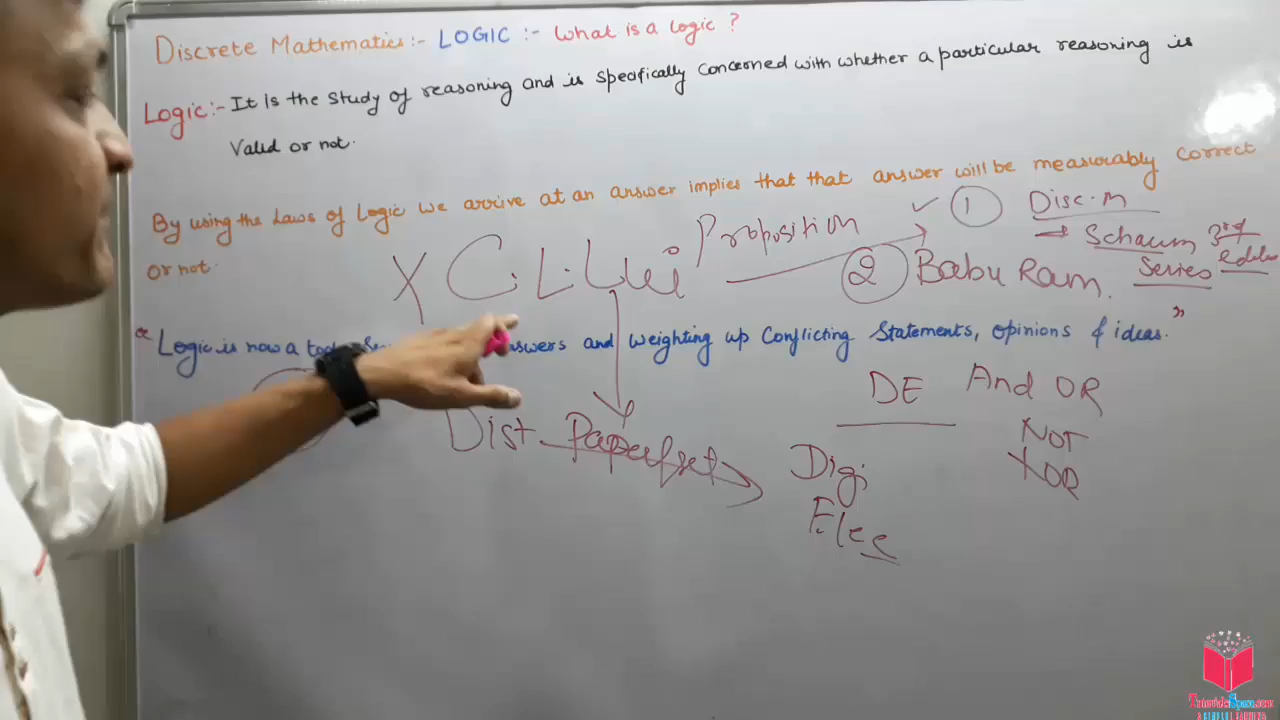 Discrete Mathematics:- LOGIC :- What is a logic ?
Logic:- It is the study of reasoning and is specifically concerned with whether a particular reasoning is
Valid or not.
By using the Laws of Logic we arrive at an answer implies that that answer will be measurably correct
or not.
Proposition
1 Disc.M
Schaum 3rd
Series
2 Babu Ram.
X C. L. Liu
"Logic is now a answers and weighting up Conflicting Statements, opinions & ideas."
DE And OR
NOT
XOR
Dist
Digi
Elec
TutorialsSpace.com